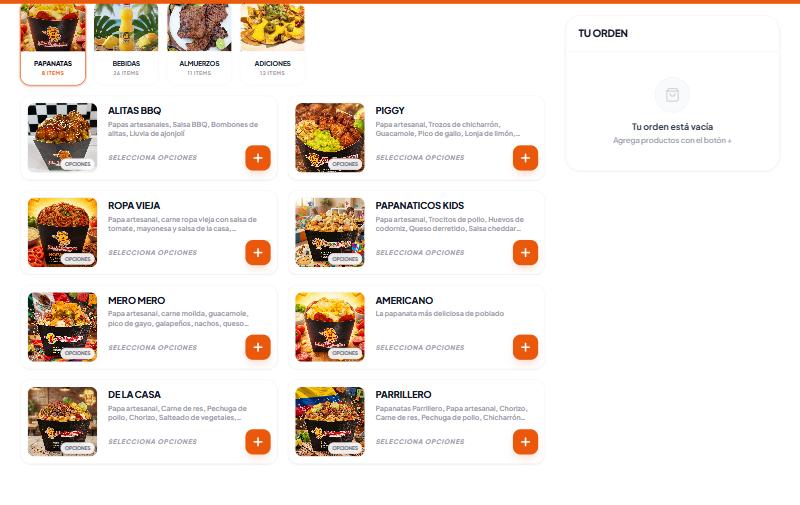 PAPANATAS
8 ITEMS
BEBIDAS
26 ITEMS
ALMUERZOS
11 ITEMS
ADICIONES
13 ITEMS
TU ORDEN
Tu orden está vacía
Agrega productos con el botón +
ALITAS BBQ
Papas artesanales, Salsa BBQ, Bombones de
alitas, Lluvia de ajonjolí
OPCIONES
SELECCIONA OPCIONES
+
PIGGY
Papa artesanal, Trozos de chicharrón,
Guacamole, Pico de gallo, Lonja de limón,...
OPCIONES
SELECCIONA OPCIONES
+
ROPA VIEJA
Papa artesanal, carne ropa vieja con salsa de
tomate, mayonesa y salsa de la casa,...
OPCIONES
SELECCIONA OPCIONES
+
PAPANATICOS KIDS
Papa artesanal, Trocitos de pollo, Huevos de
codorniz, Queso derretido, Salsa cheddar...
OPCIONES
SELECCIONA OPCIONES
+
MERO MERO
Papa artesanal, carne molida, guacamole,
pico de gayo, galapeños, nachos, queso...
OPCIONES
SELECCIONA OPCIONES
+
AMERICANO
La papanata más deliciosa de poblado
OPCIONES
SELECCIONA OPCIONES
+
DE LA CASA
Papa artesanal, Carne de res, Pechuga de
pollo, Chorizo, Salteado de vegetales,...
OPCIONES
SELECCIONA OPCIONES
+
PARRILLERO
Papanatas Parrillero, Papa artesanal, Chorizo,
Carne de res, Pechuga de pollo, Chicharrón...
OPCIONES
SELECCIONA OPCIONES
+